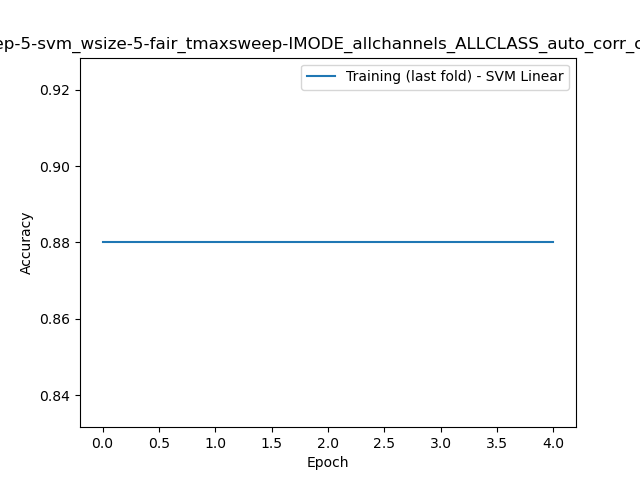 ep-5-svm_wsize-5-fair_tmaxsweep-IMODE_allchannels_ALLCLASS_auto_corr_c
Training (last fold) - SVM Linear
Accuracy
0.92
0.90
0.88
0.86
0.84
0.0 0.5 1.0 1.5 2.0 2.5 3.0 3.5 4.0
Epoch